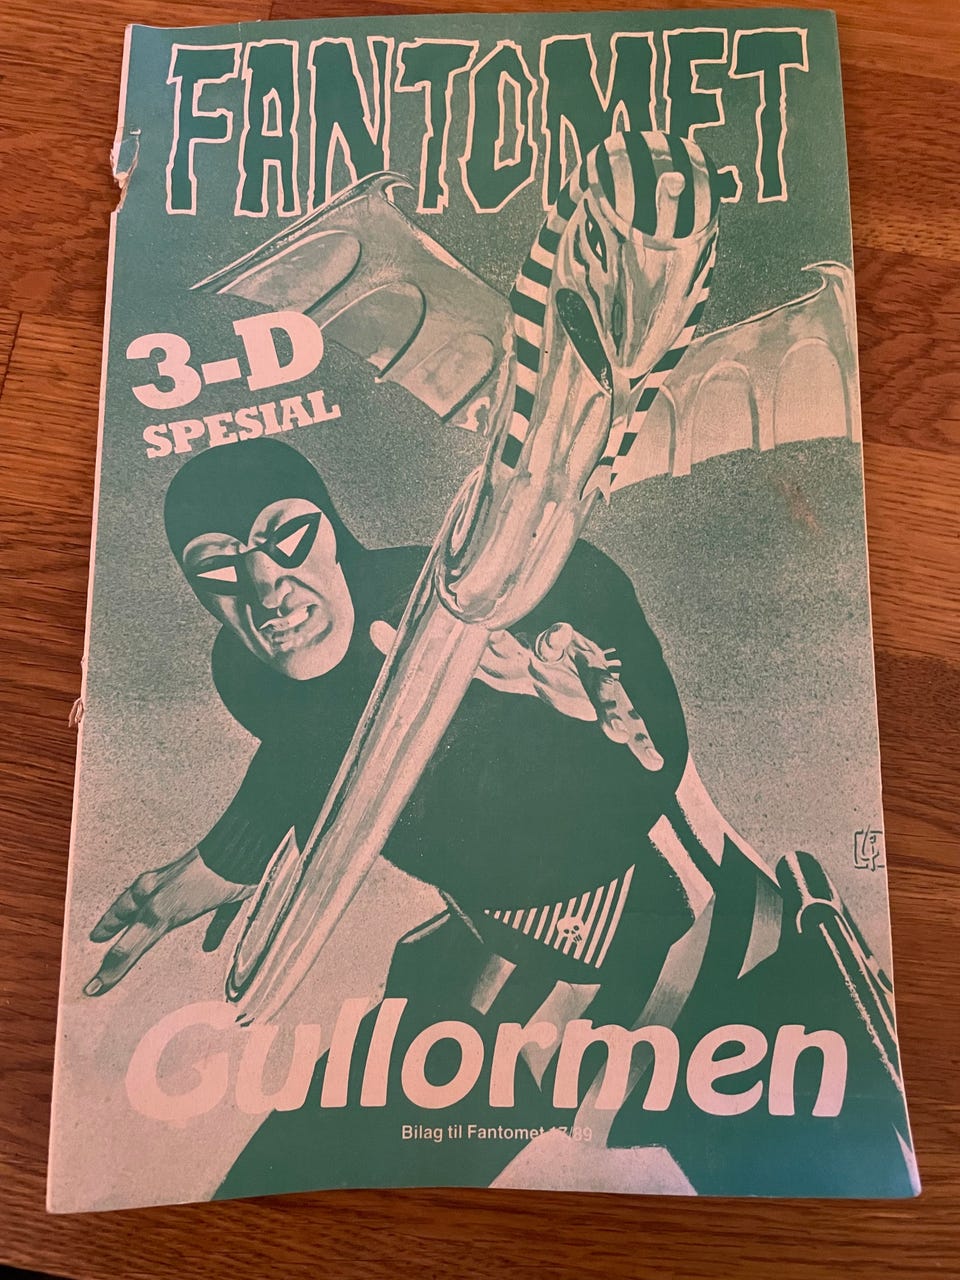 FANTOMET
3-D
SPESIAL
Gullormen
Bilag til Fantomet 17/89